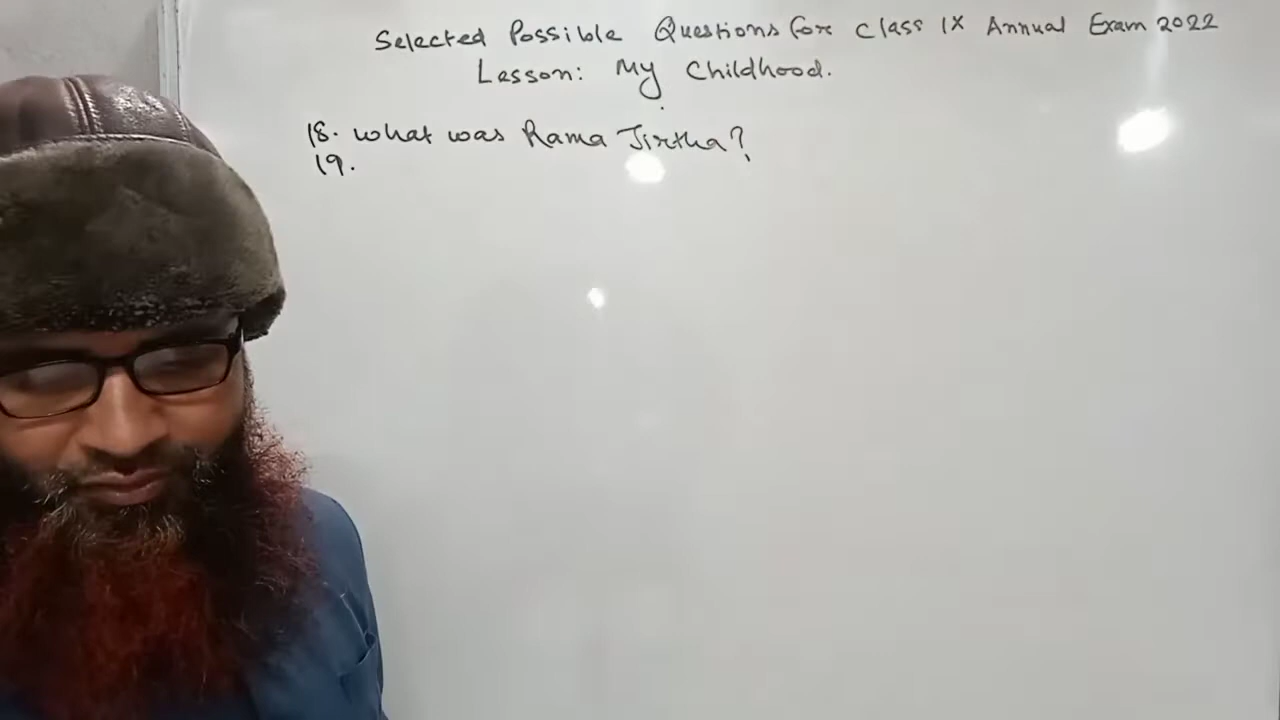 Selected Possible Questions for Class IX Annual Exam 2022
Lesson: My Childhood.
18. What was Rama Tirtha?
19.